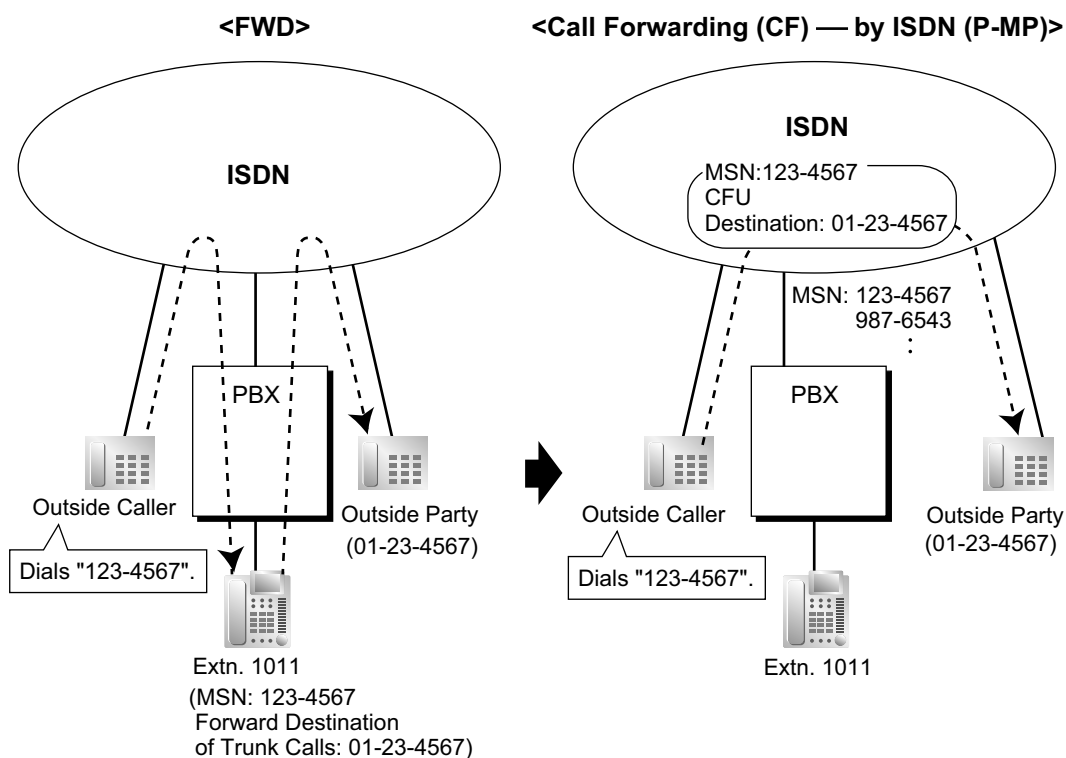 <FWD>
ISDN
PBX
Outside Caller
Dials "123-4567".
Outside Party
(01-23-4567)
Extn. 1011
(MSN: 123-4567
Forward Destination
of Trunk Calls: 01-23-4567)
<Call Forwarding (CF) — by ISDN (P-MP)>
ISDN
MSN:123-4567
CFU
Destination: 01-23-4567
MSN: 123-4567
987-6543
:
PBX
Outside Caller
Dials "123-4567".
Outside Party
(01-23-4567)
Extn. 1011